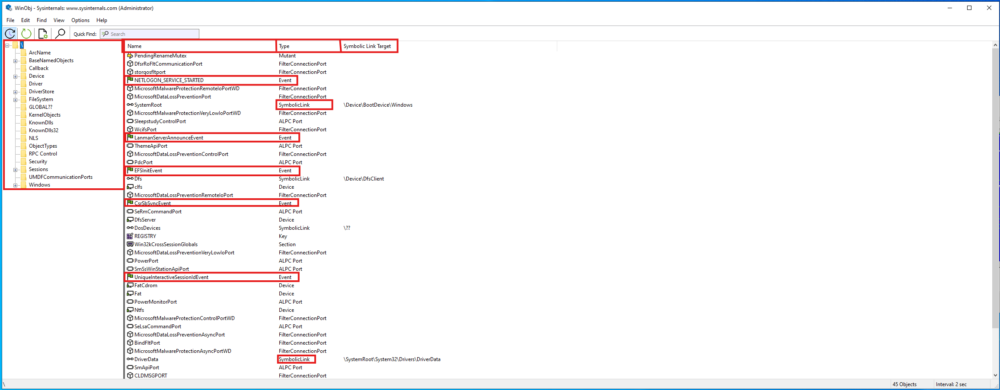 WinObj - Sysinternals: www.sysinternals.com (Administrator)
File Edit Find View Options Help
Quick Find: Search
\
ArcName
BaseNamedObjects
Callback
Device
Driver
DriverStore
FileSystem
GLOBAL??
KernelObjects
KnownDlls
KnownDlls32
NLS
ObjectTypes
RPC Control
Security
Sessions
UMDFCommunicationPorts
Windows
Name Type Symbolic Link Target
PendingRenameMutex Mutant
DfsrRoFltCommunicationPort FilterConnectionPort
storqosfltport FilterConnectionPort
NETLOGON_SERVICE_STARTED Event
MicrosoftMalwareProtectionRemoteIoPortWD FilterConnectionPort
MicrosoftDataLossPreventionPort FilterConnectionPort
SystemRoot SymbolicLink \Device\BootDevice\Windows
MicrosoftMalwareProtectionVeryLowIoPortWD FilterConnectionPort
SleepstudyControlPort ALPC Port
WcifsPort FilterConnectionPort
LanmanServerAnnounceEvent Event
ThemeApiPort ALPC Port
MicrosoftDataLossPreventionControlPort FilterConnectionPort
PdcPort ALPC Port
EFSInitEvent Event
Dfs SymbolicLink \Device\DfsClient
clfs Device
MicrosoftDataLossPreventionRemoteIoPort FilterConnectionPort
CsrSbSyncEvent Event
SeRmCommandPort ALPC Port
DfsServer Device
DosDevices SymbolicLink \??
REGISTRY Key
Win32kCrossSessionGlobals Section
MicrosoftDataLossPreventionVeryLowIoPort FilterConnectionPort
PowerPort ALPC Port
SmSsWinStationApiPort ALPC Port
UniqueInteractiveSessionIdEvent Event
FatCdrom Device
Fat Device
PowerMonitorPort ALPC Port
Ntfs Device
MicrosoftMalwareProtectionControlPortWD FilterConnectionPort
SeLsaCommandPort ALPC Port
MicrosoftDataLossPreventionAsyncPort FilterConnectionPort
BindFltPort FilterConnectionPort
MicrosoftMalwareProtectionAsyncPortWD FilterConnectionPort
DriverData SymbolicLink \SystemRoot\System32\Drivers\DriverData
SmApiPort ALPC Port
CLDMSGPORT FilterConnectionPort
\ 45 Objects Interval: 2 sec